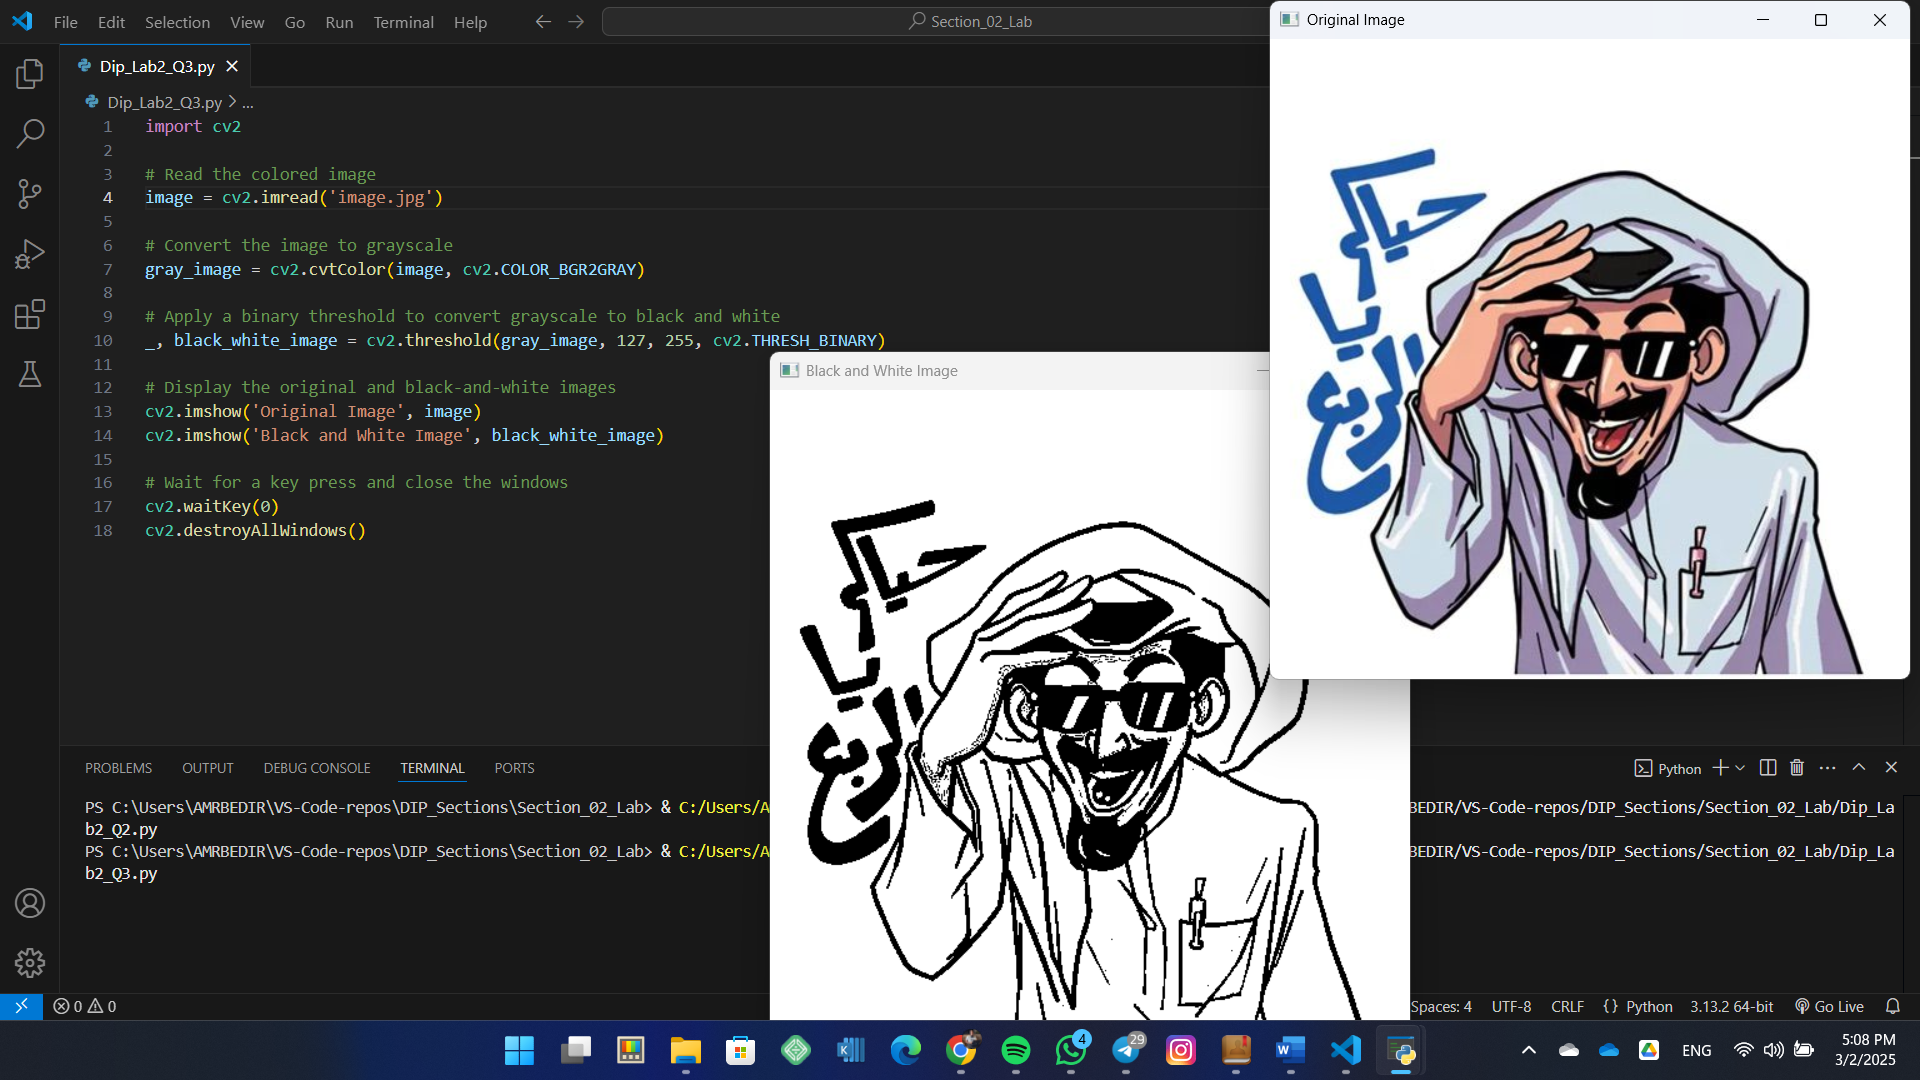 File Edit Selection View Go Run Terminal Help
Section_02_Lab
Dip_Lab2_Q3.py
Dip_Lab2_Q3.py > ...
1 import cv2
2
3 # Read the colored image
4 image = cv2.imread('image.jpg')
5
6 # Convert the image to grayscale
7 gray_image = cv2.cvtColor(image, cv2.COLOR_BGR2GRAY)
8
9 # Apply a binary threshold to convert grayscale to black and white
10 _, black_white_image = cv2.threshold(gray_image, 127, 255, cv2.THRESH_BINARY)
11
12 # Display the original and black-and-white images
13 cv2.imshow('Original Image', image)
14 cv2.imshow('Black and White Image', black_white_image)
15
16 # Wait for a key press and close the windows
17 cv2.waitKey(0)
18 cv2.destroyAllWindows()
Original Image
حياكم
يا
الربع
Black and White Image
حياكم
يا
الربع
PROBLEMS OUTPUT DEBUG CONSOLE TERMINAL PORTS
Python
PS C:\Users\AMRBEDIR\VS-Code-repos\DIP_Sections\Section_02_Lab> & C:/Users/A BEDIR/VS-Code-repos/DIP_Sections/Section_02_Lab/Dip_La
b2_Q2.py
PS C:\Users\AMRBEDIR\VS-Code-repos\DIP_Sections\Section_02_Lab> & C:/Users/A BEDIR/VS-Code-repos/DIP_Sections/Section_02_Lab/Dip_La
b2_Q3.py
0 0
Spaces: 4 UTF-8 CRLF {} Python 3.13.2 64-bit Go Live
4
29
ENG
5:08 PM
3/2/2025